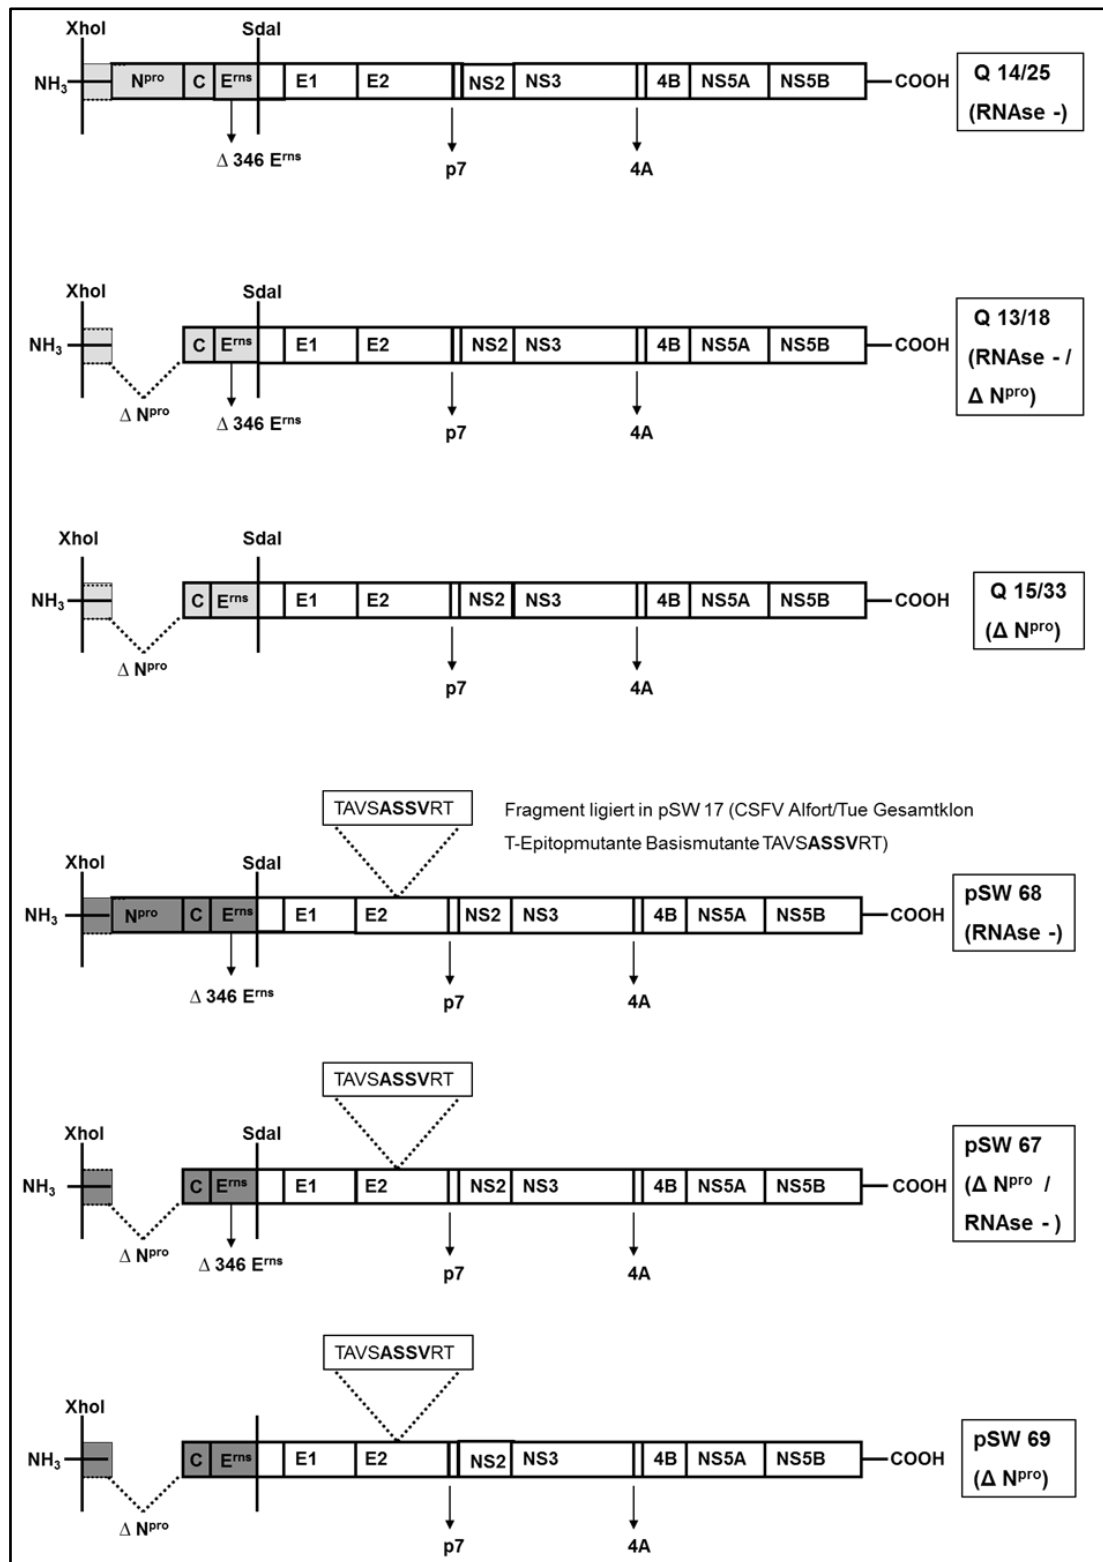 XhoI SdaI
NH3 Npro C Erns E1 E2 NS2 NS3 4B NS5A NS5B COOH
Δ 346 Erns
p7 4A
Q 14/25
(RNAse -)
XhoI SdaI
NH3 C Erns E1 E2 NS2 NS3 4B NS5A NS5B COOH
Δ Npro Δ 346 Erns
p7 4A
Q 13/18
(RNAse - /
Δ Npro)
XhoI SdaI
NH3 C Erns E1 E2 NS2 NS3 4B NS5A NS5B COOH
Δ Npro
p7 4A
Q 15/33
(Δ Npro)
TAVSASSVRT
Fragment ligiert in pSW 17 (CSFV Alfort/Tue Gesamtklon
T-Epitopmutante Basismutante TAVSASSVRT)
XhoI SdaI
NH3 Npro C Erns E1 E2 NS2 NS3 4B NS5A NS5B COOH
Δ 346 Erns
p7 4A
pSW 68
(RNAse -)
TAVSASSVRT
XhoI SdaI
NH3 C Erns E1 E2 NS2 NS3 4B NS5A NS5B COOH
Δ Npro Δ 346 Erns
p7 4A
pSW 67
(Δ Npro /
RNAse - )
TAVSASSVRT
XhoI
NH3 C Erns E1 E2 NS2 NS3 4B NS5A NS5B COOH
Δ Npro
p7 4A
pSW 69
(Δ Npro)